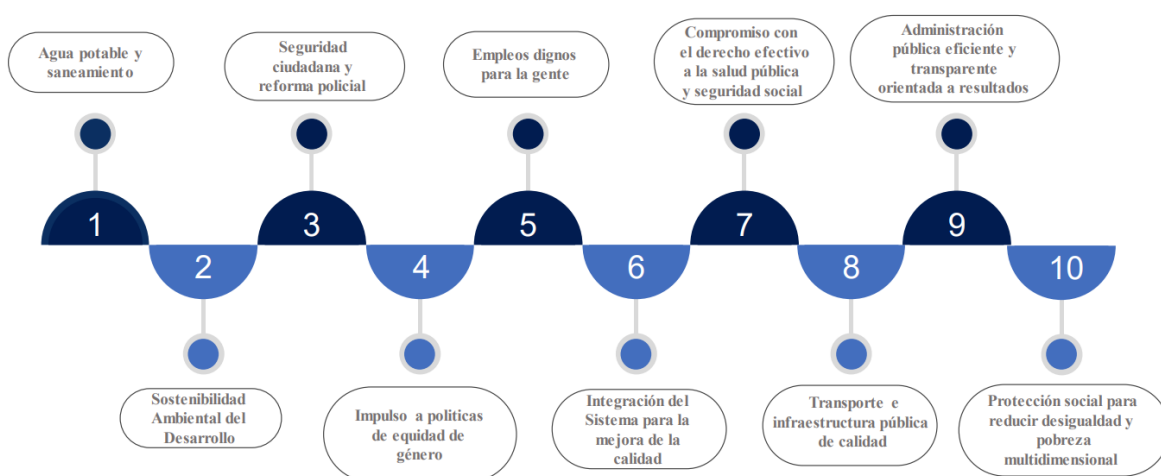 Agua potable y
saneamiento
Seguridad
ciudadana y
reforma policial
Empleos dignos
para la gente
Compromiso con
el derecho efectivo
a la salud pública
y seguridad social
Administración
pública eficiente y
transparente
orientada a resultados
1
3
5
7
9
2
4
6
8
10
Sostenibilidad
Ambiental del
Desarrollo
Impulso a politicas
de equidad de
género
Integración del
Sistema para la
mejora de la
calidad
Transporte e
infraestructura pública
de calidad
Protección social para
reducir desigualdad y
pobreza
multidimensional